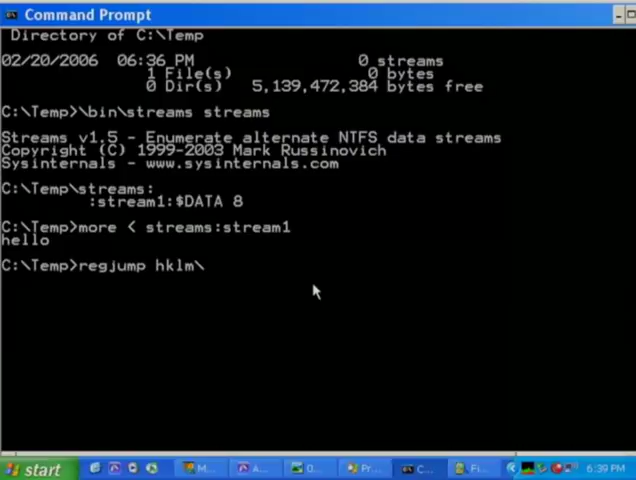 Command Prompt
Directory of C:\Temp
02/20/2006  06:36 PM                 0 streams
1 File(s)              0 bytes
0 Dir(s)   5,139,472,384 bytes free
C:\Temp>\bin\streams streams
Streams v1.5 - Enumerate alternate NTFS data streams
Copyright (C) 1999-2003 Mark Russinovich
Sysinternals - www.sysinternals.com
C:\Temp\streams:
:stream1:$DATA 8
C:\Temp>more < streams:stream1
hello
C:\Temp>regjump hklm\
start M... A... O... Pr... C... Fi... 6:39 PM